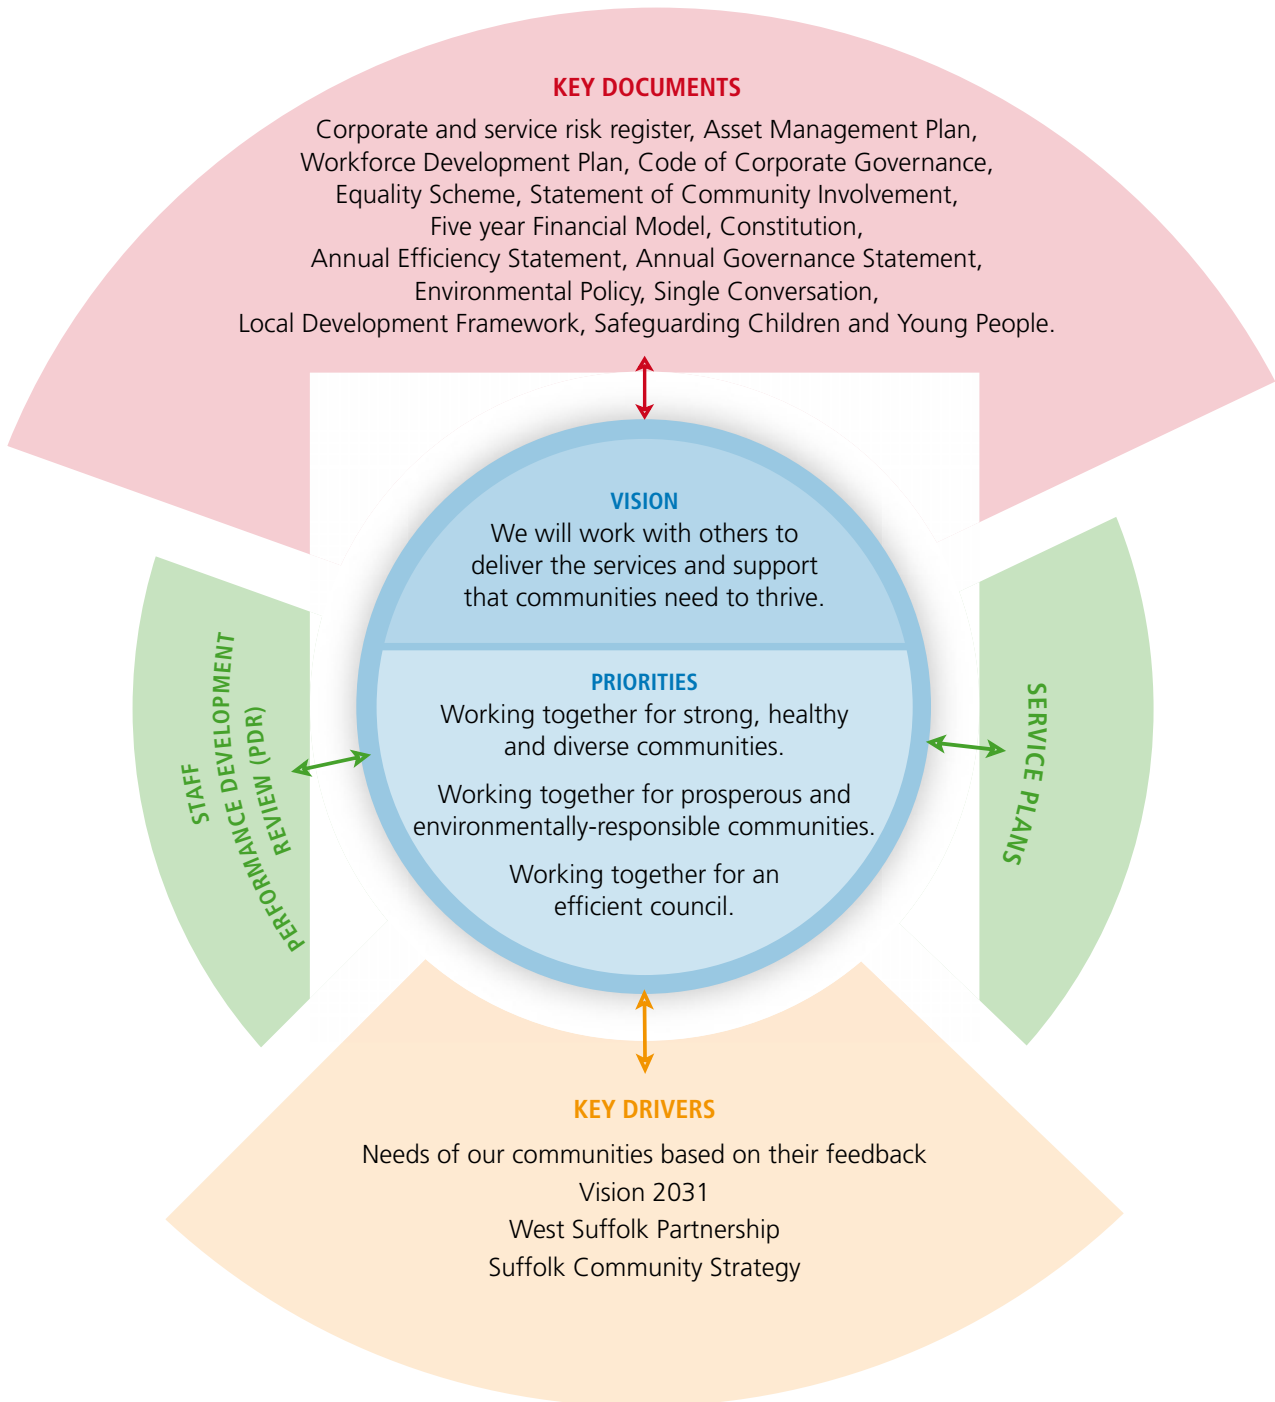 KEY DOCUMENTS
Corporate and service risk register, Asset Management Plan,
Workforce Development Plan, Code of Corporate Governance,
Equality Scheme, Statement of Community Involvement,
Five year Financial Model, Constitution,
Annual Efficiency Statement, Annual Governance Statement,
Environmental Policy, Single Conversation,
Local Development Framework, Safeguarding Children and Young People.
VISION
We will work with others to
deliver the services and support
that communities need to thrive.
PRIORITIES
Working together for strong, healthy
and diverse communities.
Working together for prosperous and
environmentally-responsible communities.
Working together for an
efficient council.
STAFF
PERFORMANCE DEVELOPMENT
REVIEW (PDR)
SERVICE PLANS
KEY DRIVERS
Needs of our communities based on their feedback
Vision 2031
West Suffolk Partnership
Suffolk Community Strategy